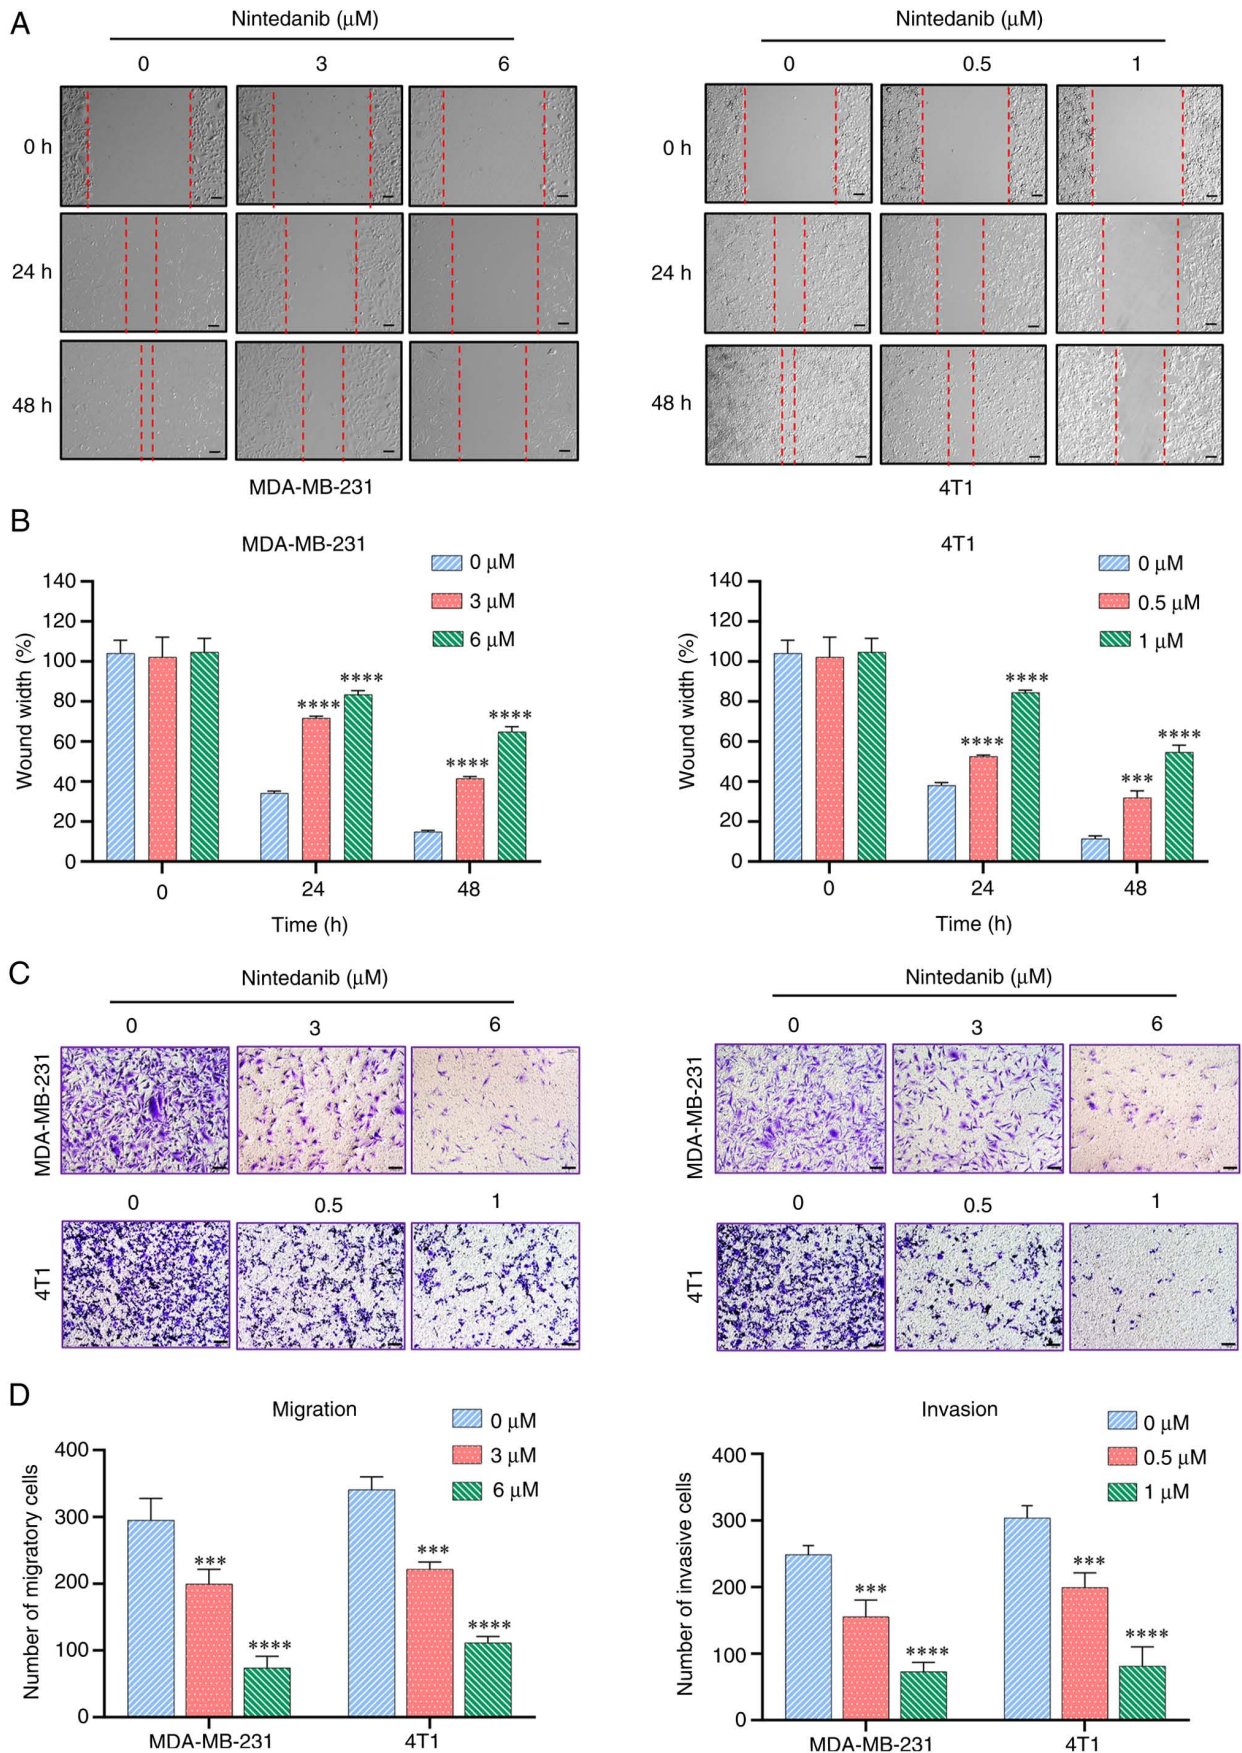 A
Nintedanib (μM)
0 3 6
0 h
24 h
48 h
MDA-MB-231
Nintedanib (μM)
0 0.5 1
0 h
24 h
48 h
4T1
B
MDA-MB-231
0 μM
3 μM
6 μM
Wound width (%)
140
120
100
80
60
40
20
0
**** ****
**** ****
0 24 48
Time (h)
4T1
0 μM
0.5 μM
1 μM
Wound width (%)
140
120
100
80
60
40
20
0
**** ****
*** ****
0 24 48
Time (h)
C
Nintedanib (μM)
0 3 6
MDA-MB-231
0 0.5 1
4T1
Nintedanib (μM)
0 3 6
MDA-MB-231
0 0.5 1
4T1
D
Migration
0 μM
3 μM
6 μM
Number of migratory cells
400
300
200
100
0
*** ****
*** ****
MDA-MB-231 4T1
Invasion
0 μM
0.5 μM
1 μM
Number of invasive cells
400
300
200
100
0
*** ****
*** ****
MDA-MB-231 4T1